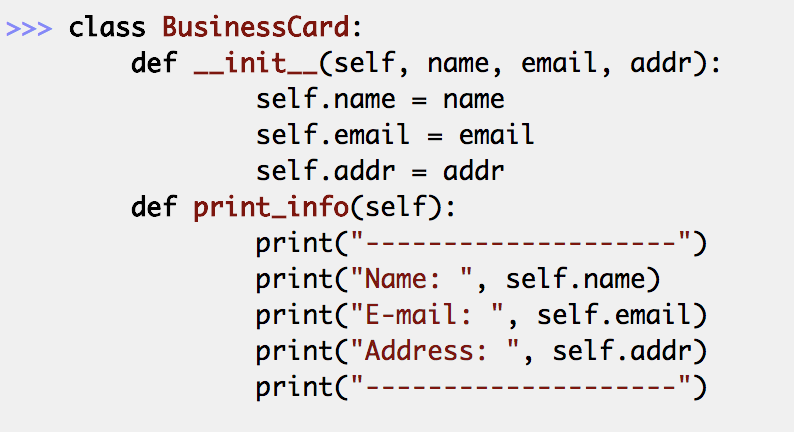 >>> class BusinessCard:
        def __init__(self, name, email, addr):
                self.name = name
                self.email = email
                self.addr = addr
        def print_info(self):
                print("--------------------")
                print("Name: ", self.name)
                print("E-mail: ", self.email)
                print("Address: ", self.addr)
                print("--------------------")